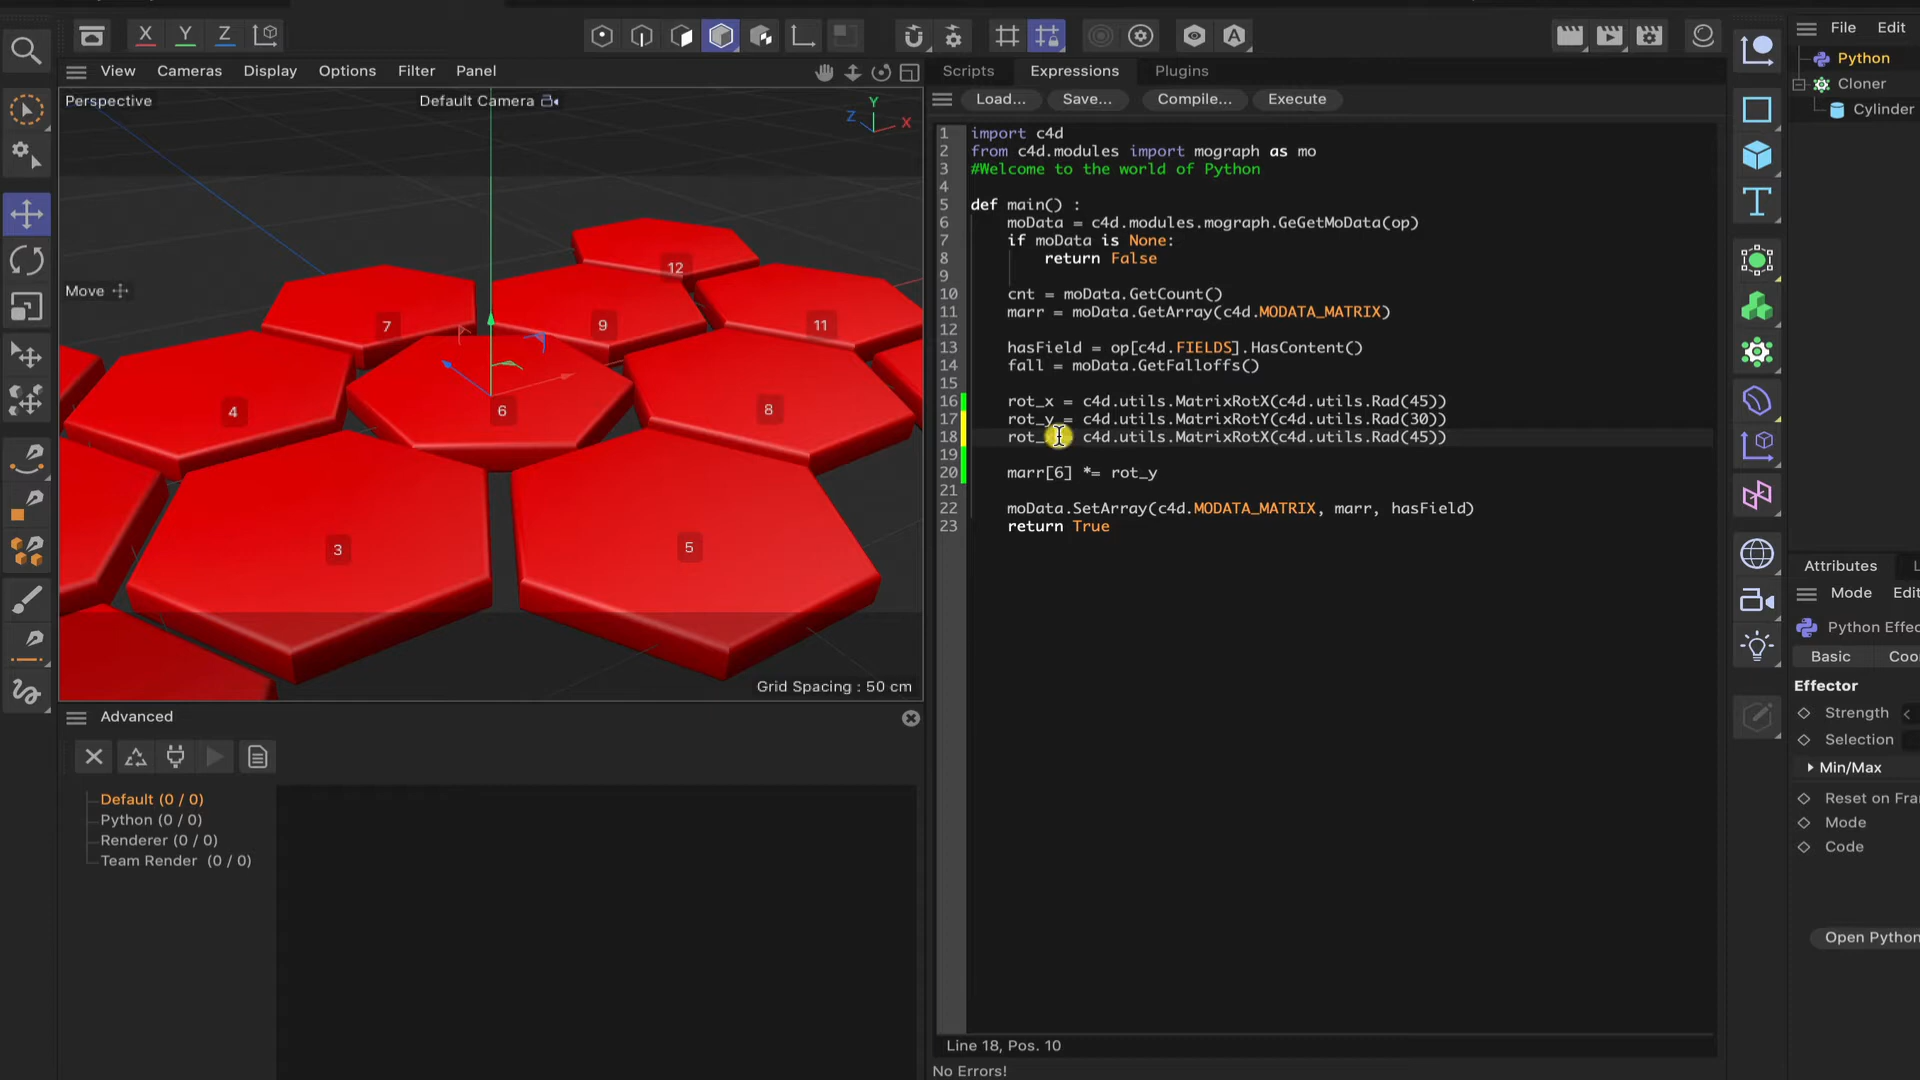 X Y Z
File Edit
View Cameras Display Options Filter Panel
Scripts Expressions Plugins
Python
Cloner
Cylinder
Load... Save... Compile... Execute
Perspective
Default Camera
Y
Z
X
Move
12
7
9
11
4
6
8
3
5
Grid Spacing : 50 cm
1 import c4d
2 from c4d.modules import mograph as mo
3 #Welcome to the world of Python
4
5 def main() :
6 moData = c4d.modules.mograph.GeGetMoData(op)
7 if moData is None:
8 return False
9
10 cnt = moData.GetCount()
11 marr = moData.GetArray(c4d.MODATA_MATRIX)
12
13 hasField = op[c4d.FIELDS].HasContent()
14 fall = moData.GetFalloffs()
15
16 rot_x = c4d.utils.MatrixRotX(c4d.utils.Rad(45))
17 rot_y = c4d.utils.MatrixRotY(c4d.utils.Rad(30))
18 rot_ c4d.utils.MatrixRotX(c4d.utils.Rad(45))
19
20 marr[6] *= rot_y
21
22 moData.SetArray(c4d.MODATA_MATRIX, marr, hasField)
23 return True
Line 18, Pos. 10
No Errors!
Advanced
Default (0 / 0)
Python (0 / 0)
Renderer (0 / 0)
Team Render (0 / 0)
Attributes L
Mode Edit
Python Effec
Basic Coo
Effector
Strength
Selection
Min/Max
Reset on Fra
Mode
Code
Open Python